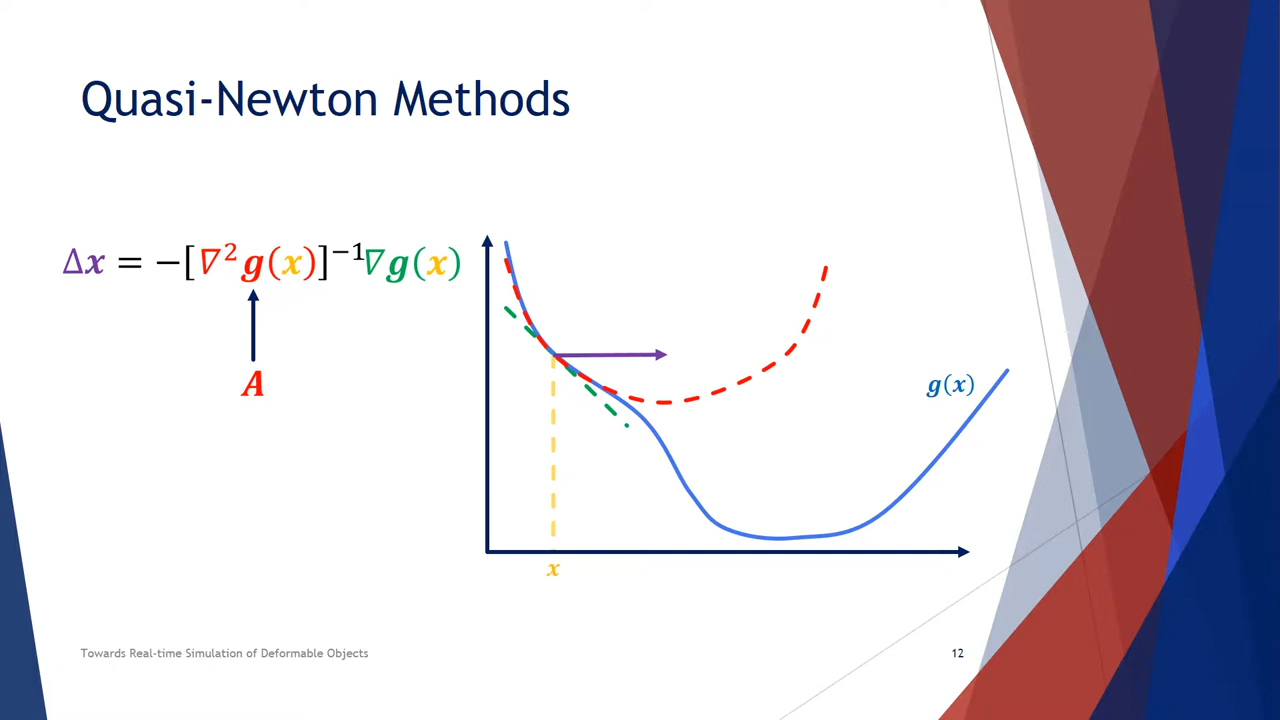 Quasi-Newton Methods
Δx = −[∇²g(x)]⁻¹∇g(x)
A
g(x)
x
Towards Real-time Simulation of Deformable Objects
12